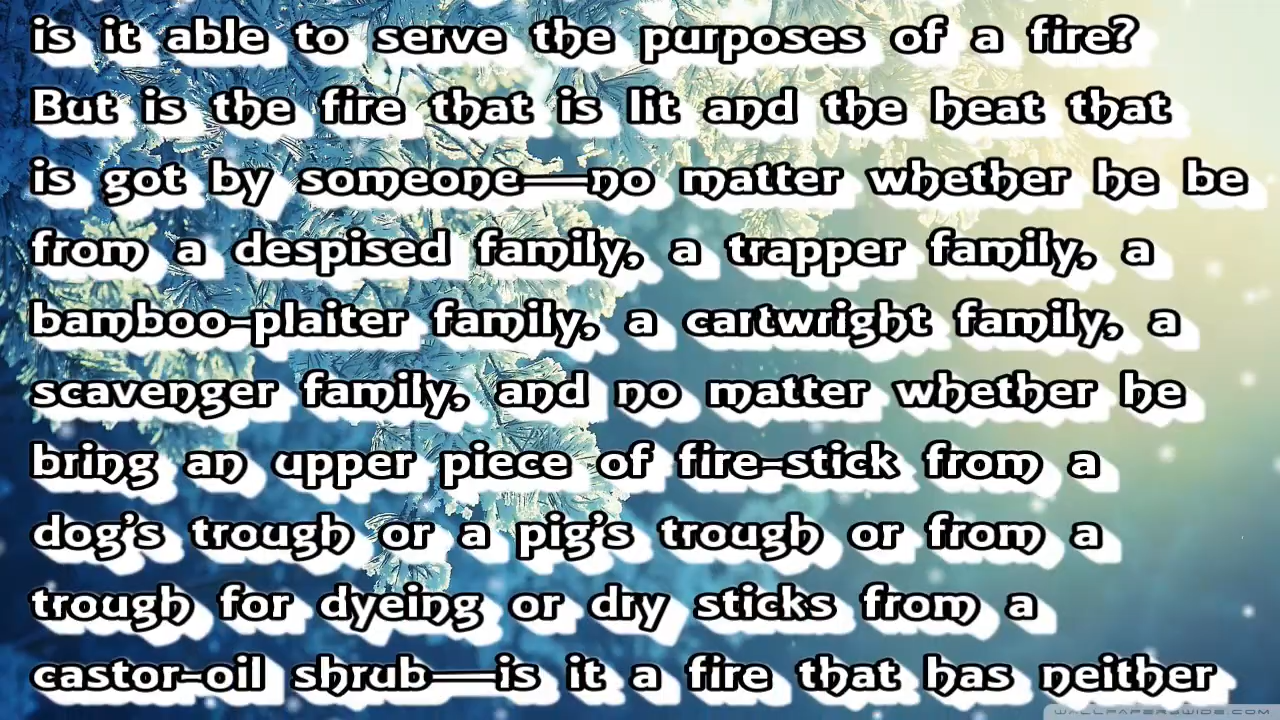 is it able to serve the purposes of a fire?
But is the fire that is lit and the heat that
is got by someone—no matter whether he be
from a despised family, a trapper family, a
bamboo-plaiter family, a cartwright family, a
scavenger family, and no matter whether he
bring an upper piece of fire-stick from a
dog's trough or a pig's trough or from a
trough for dyeing or dry sticks from a
castor-oil shrub—is it a fire that has neither
WALLPAPERSWIDE.COM